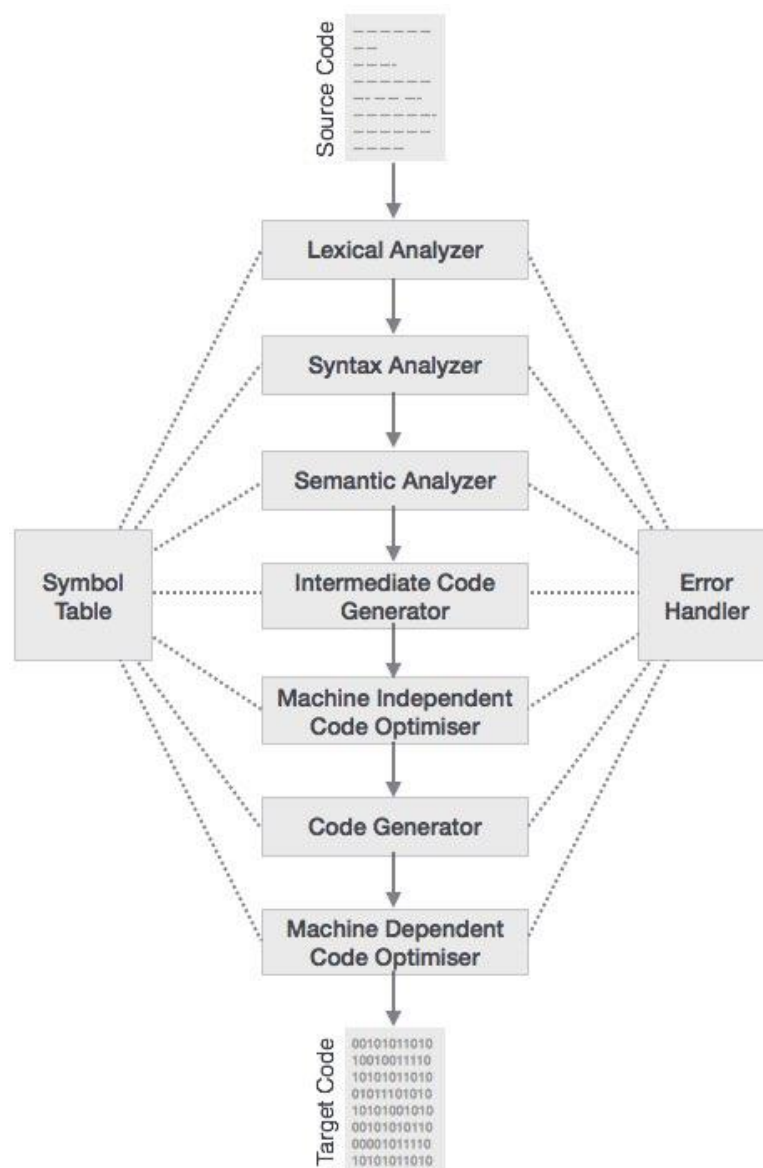 Source Code
Lexical Analyzer
Syntax Analyzer
Semantic Analyzer
Symbol
Table
Intermediate Code
Generator
Error
Handler
Machine Independent
Code Optimiser
Code Generator
Machine Dependent
Code Optimiser
Target Code
00101011010
10010011110
10101011010
01011101010
10101001010
00101010110
00001011110
10101011010